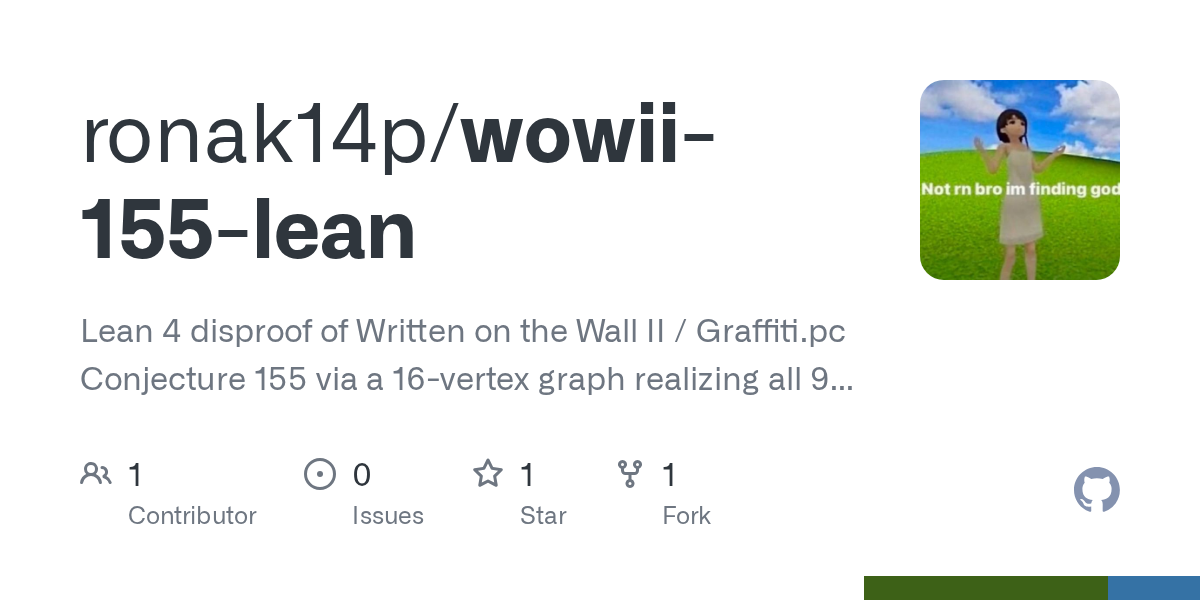 ronak14p/wowii-
155-lean
Not rn bro im finding god
Lean 4 disproof of Written on the Wall II / Graffiti.pc
Conjecture 155 via a 16-vertex graph realizing all 9...
1
Contributor
0
Issues
1
Star
1
Fork